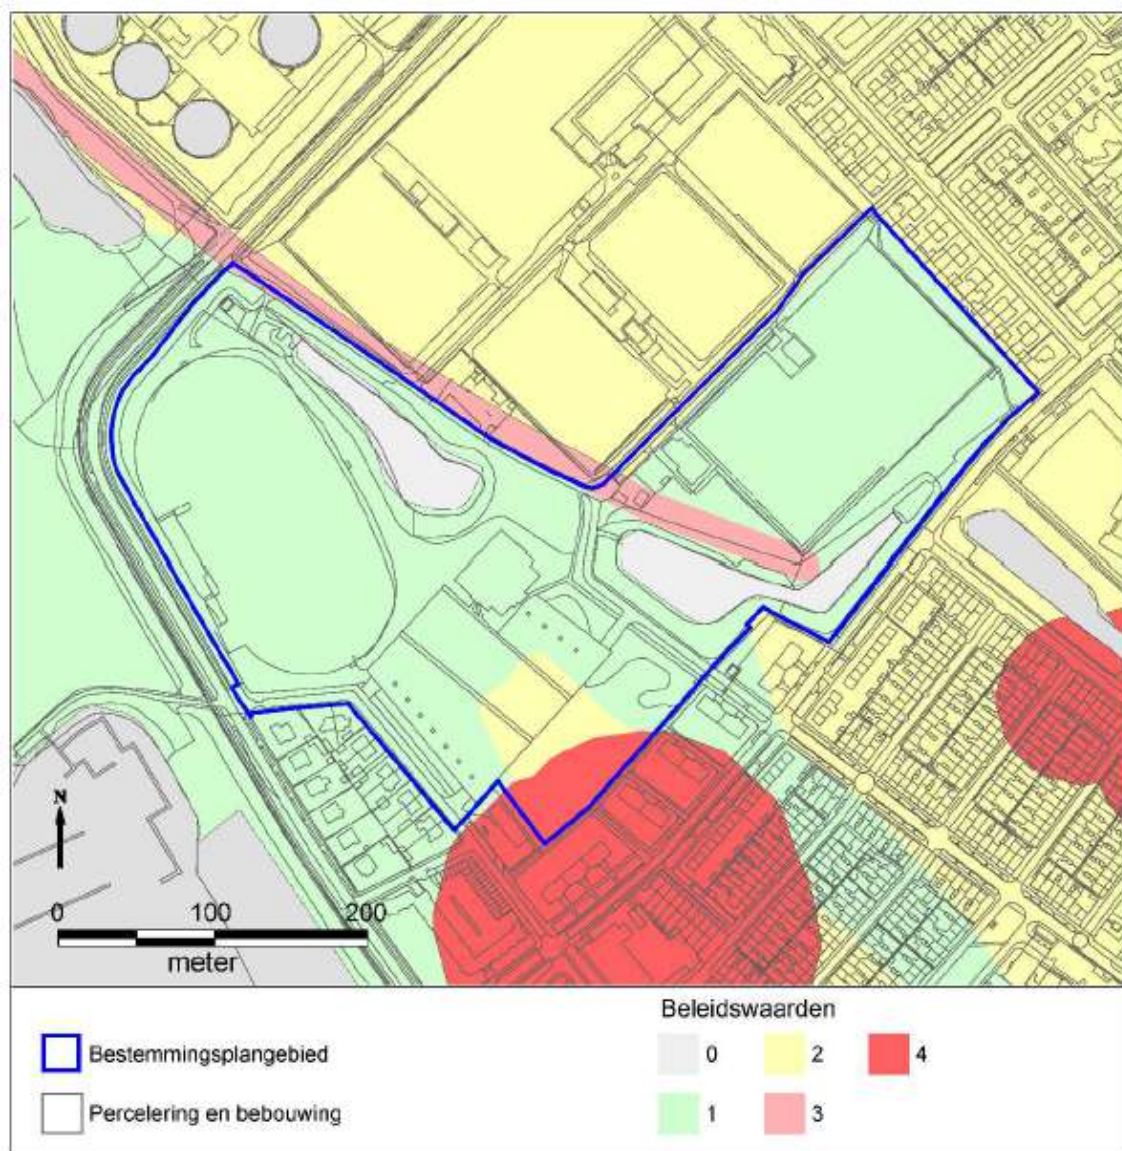 N
0 100 200
meter
Beleidswaarden
Bestemmingsplangebied
0 2 4
Percelering en bebouwing
1 3